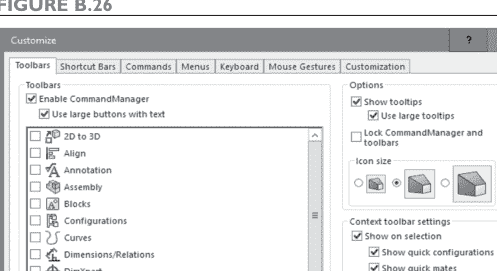 FIGURE B.26
Customize
?
Toolbars Shortcut Bars Commands Menus Keyboard Mouse Gestures Customization
Toolbars
Enable CommandManager
Use large buttons with text
2D to 3D
Align
Annotation
Assembly
Blocks
Configurations
Curves
Dimensions/Relations
DimXpert
Options
Show tooltips
Use large tooltips
Lock CommandManager and
toolbars
Icon size
Context toolbar settings
Show on selection
Show quick configurations
Show quick mates